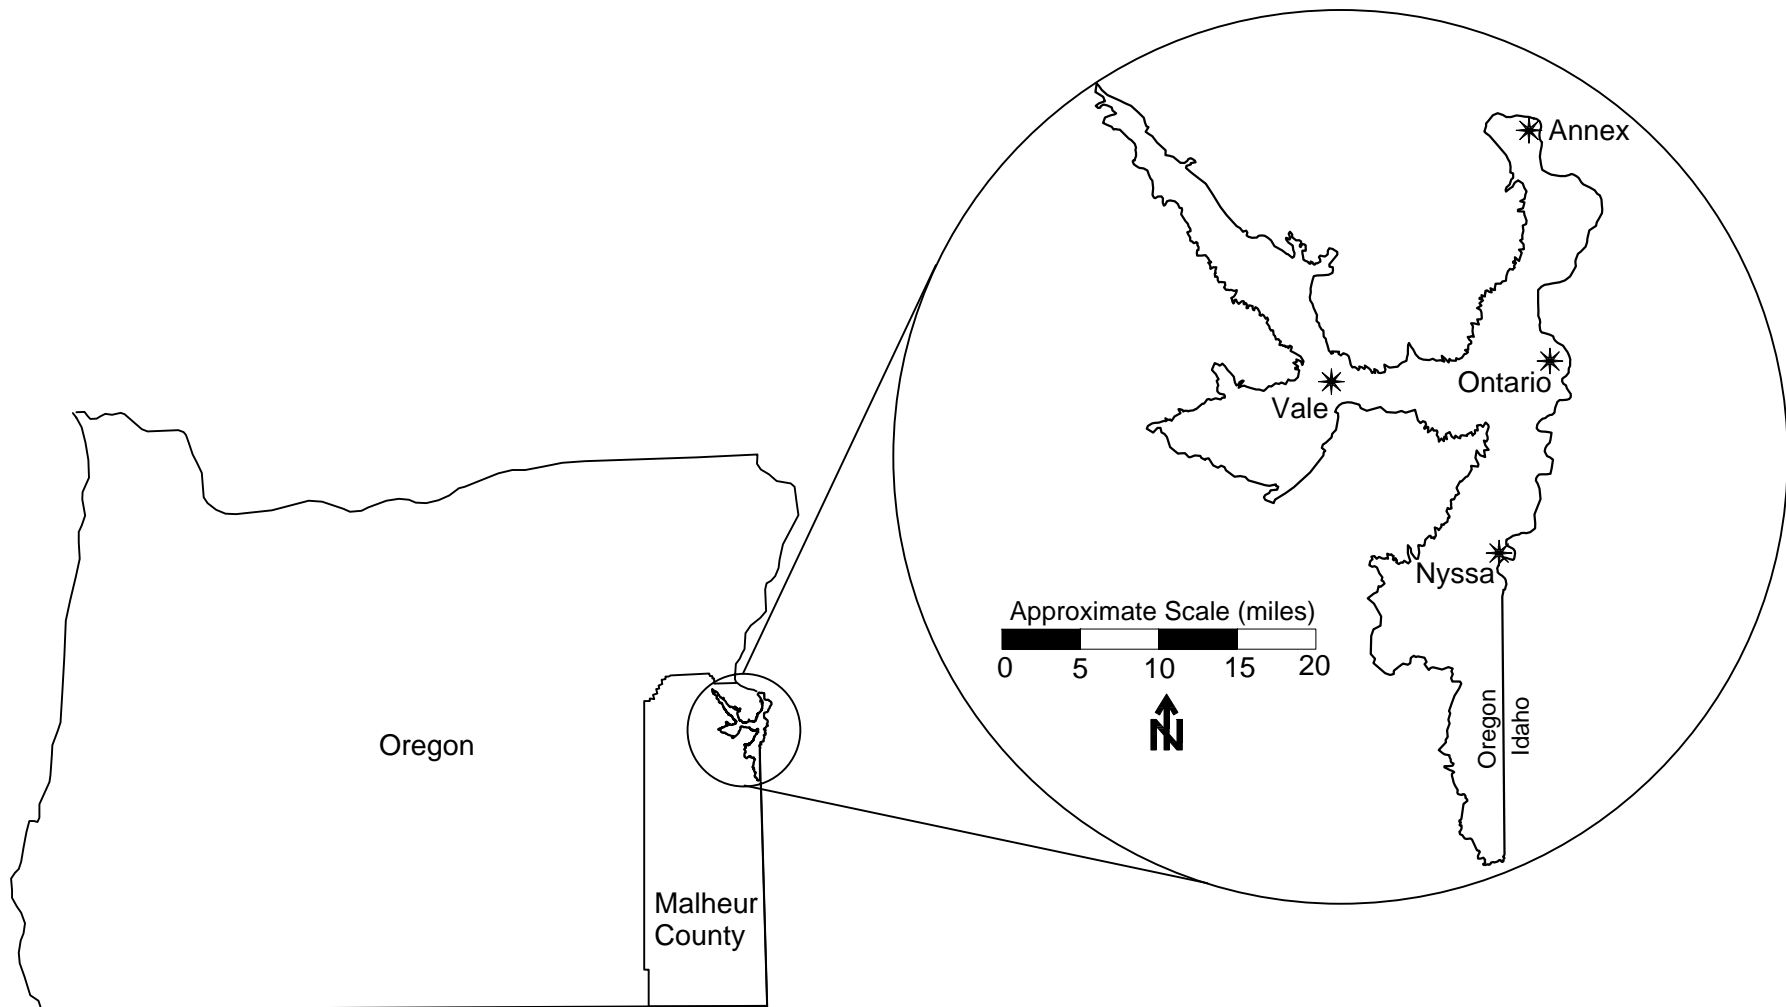 Annex
Ontario
Vale
Nyssa
Approximate Scale (miles)
0 5 10 15 20
N
Oregon
Idaho
Oregon
Malheur
County